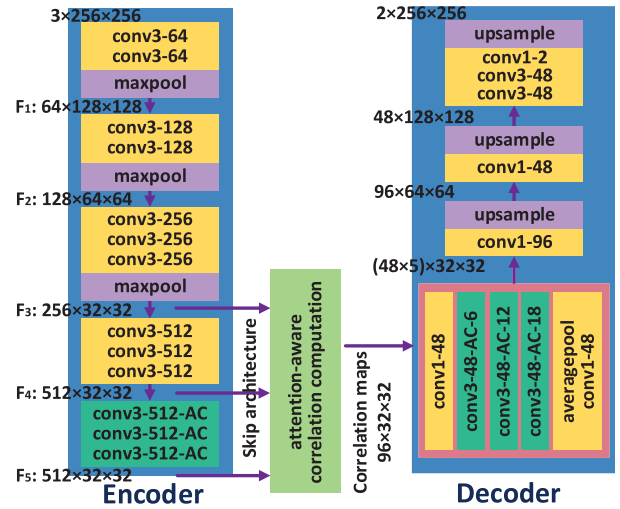 3×256×256
conv3-64
conv3-64
maxpool
F₁: 64×128×128
conv3-128
conv3-128
maxpool
F₂: 128×64×64
conv3-256
conv3-256
conv3-256
maxpool
F₃: 256×32×32
conv3-512
conv3-512
conv3-512
F₄: 512×32×32
conv3-512-AC
conv3-512-AC
conv3-512-AC
F₅: 512×32×32
Encoder
Skip architecture
attention-aware
correlation computation
Correlation maps
96×32×32
2×256×256
upsample
conv1-2
conv3-48
conv3-48
48×128×128
upsample
conv1-48
96×64×64
upsample
conv1-96
(48×5)×32×32
conv1-48
conv3-48-AC-6
conv3-48-AC-12
conv3-48-AC-18
averagepool
conv1-48
Decoder